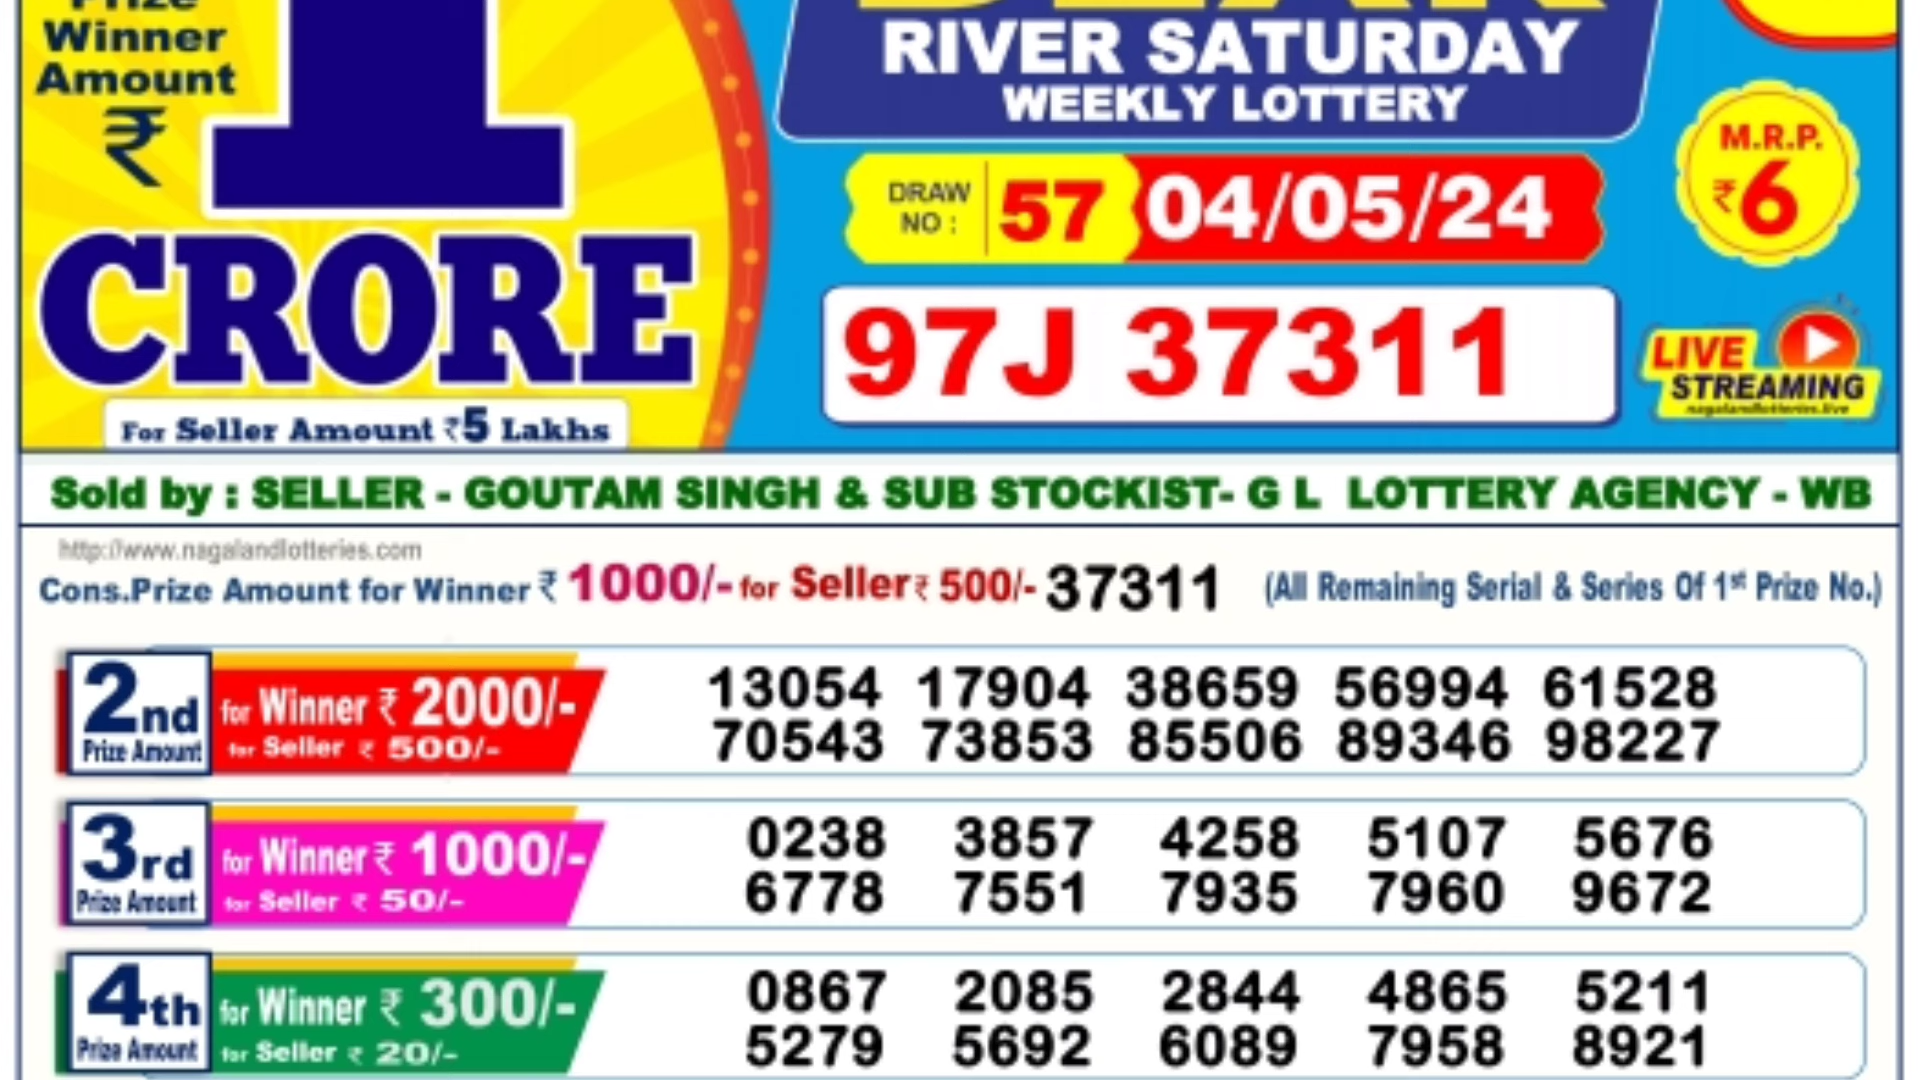 Prize
Winner
Amount
₹
1
CRORE
For Seller Amount ₹5 Lakhs
DEAR
RIVER SATURDAY
WEEKLY LOTTERY
DRAW NO : 57 04/05/24
M.R.P.
₹6
97J 37311
LIVE
STREAMING
nagalandlotteries.live
Sold by : SELLER - GOUTAM SINGH & SUB STOCKIST- G L LOTTERY AGENCY - WB
http://www.nagalandlotteries.com
Cons.Prize Amount for Winner ₹ 1000/- for Seller ₹ 500/- 37311 (All Remaining Serial & Series Of 1st Prize No.)
2nd Prize Amount
for Winner ₹ 2000/-
for Seller ₹ 500/-
13054 17904 38659 56994 61528
70543 73853 85506 89346 98227
3rd Prize Amount
for Winner ₹ 1000/-
for Seller ₹ 50/-
0238 3857 4258 5107 5676
6778 7551 7935 7960 9672
4th Prize Amount
for Winner ₹ 300/-
for Seller ₹ 20/-
0867 2085 2844 4865 5211
5279 5692 6089 7958 8921